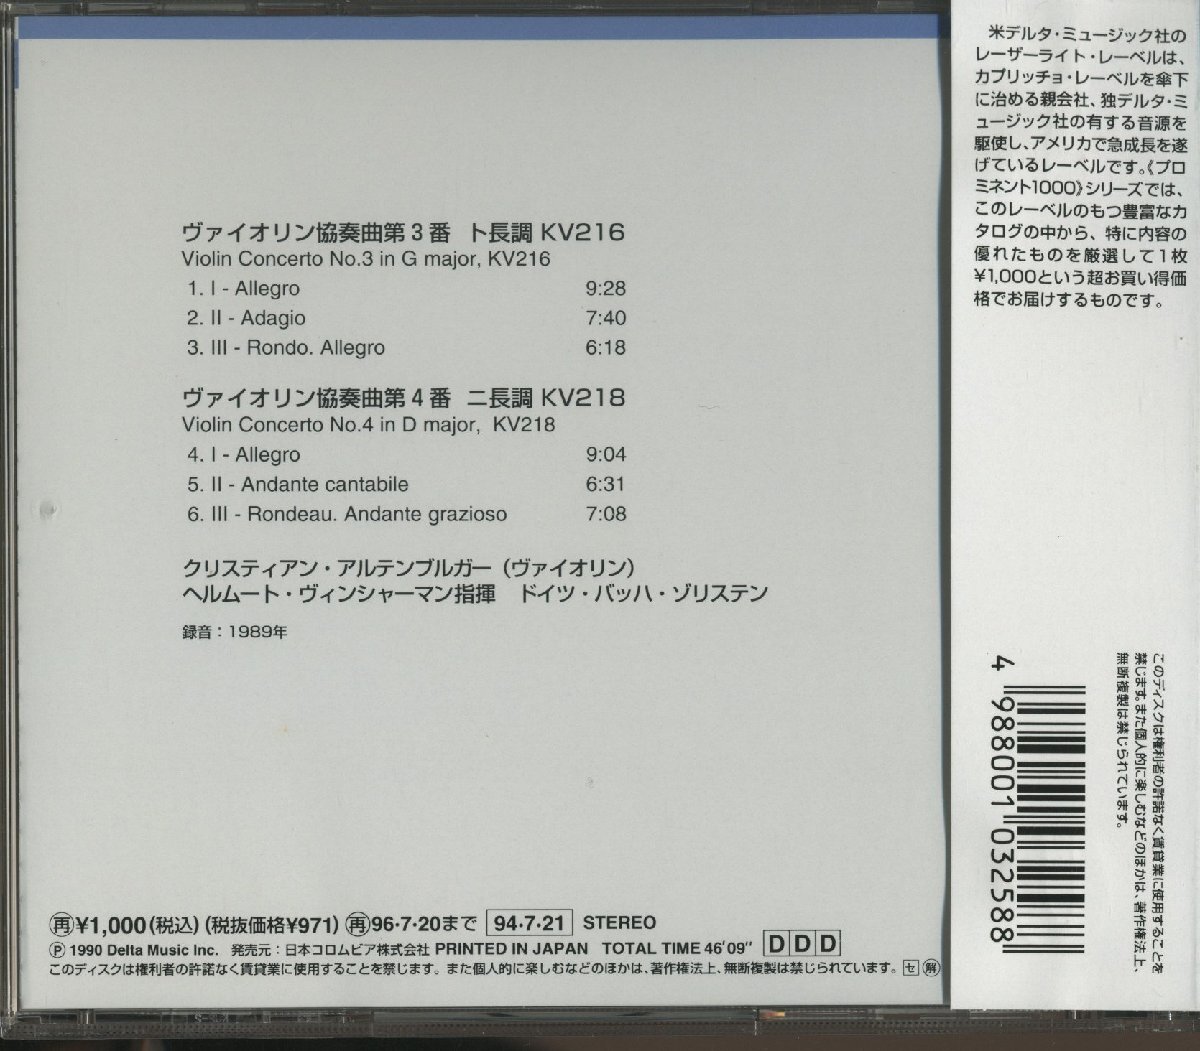 ヴァイオリン協奏曲第3番 ト長調 KV216
Violin Concerto No.3 in G major, KV216
1. I - Allegro 9:28
2. II - Adagio 7:40
3. III - Rondo. Allegro 6:18
ヴァイオリン協奏曲第4番 ニ長調 KV218
Violin Concerto No.4 in D major, KV218
4. I - Allegro 9:04
5. II - Andante cantabile 6:31
6. III - Rondeau. Andante grazioso 7:08
クリスティアン・アルテンブルガー（ヴァイオリン）
ヘルムート・ヴィンシャーマン指揮 ドイツ・バッハ・ゾリステン
録音：1989年
㊢¥1,000(税込)(税抜価格¥971) 再96・7・20まで 94・7・21 STEREO
Ⓟ 1990 Delta Music Inc. 発売元：日本コロムビア株式会社 PRINTED IN JAPAN TOTAL TIME 46'09" DDD
このディスクは権利者の許諾なく賃貸業に使用することを禁じます。また個人的に楽しむなどのほかは、著作権法上、無断複製は禁じられています。セ 解
米デルタ・ミュージック社の
レーザーライト・レーベルは、
カプリッチョ・レーベルを傘下
に治める親会社、独デルタ・ミ
ュージック社の有する音源を
駆使し、アメリカで急成長を遂
げているレーベルです。《プロ
ミネント1000》シリーズでは、
このレーベルのもつ豊富なカ
タログの中から、特に内容の
優れたものを厳選して1枚
¥1,000という超お買い得価
格でお届けするものです。
このディスクは権利者の許諾なく賃貸業に使用することを
禁じます。また個人的に楽しむなどのほかは、著作権法上、
無断複製は禁じられています。
4 988001 032588